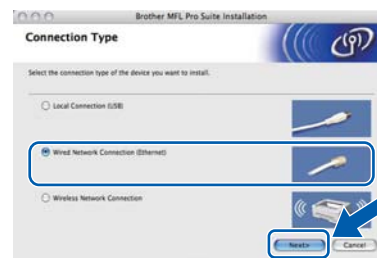 Brother MFL Pro Suite Installation
Connection Type
Select the connection type of the device you want to install.
Local Connection (USB)
Wired Network Connection (Ethernet)
Wireless Network Connection
Next>
Cancel